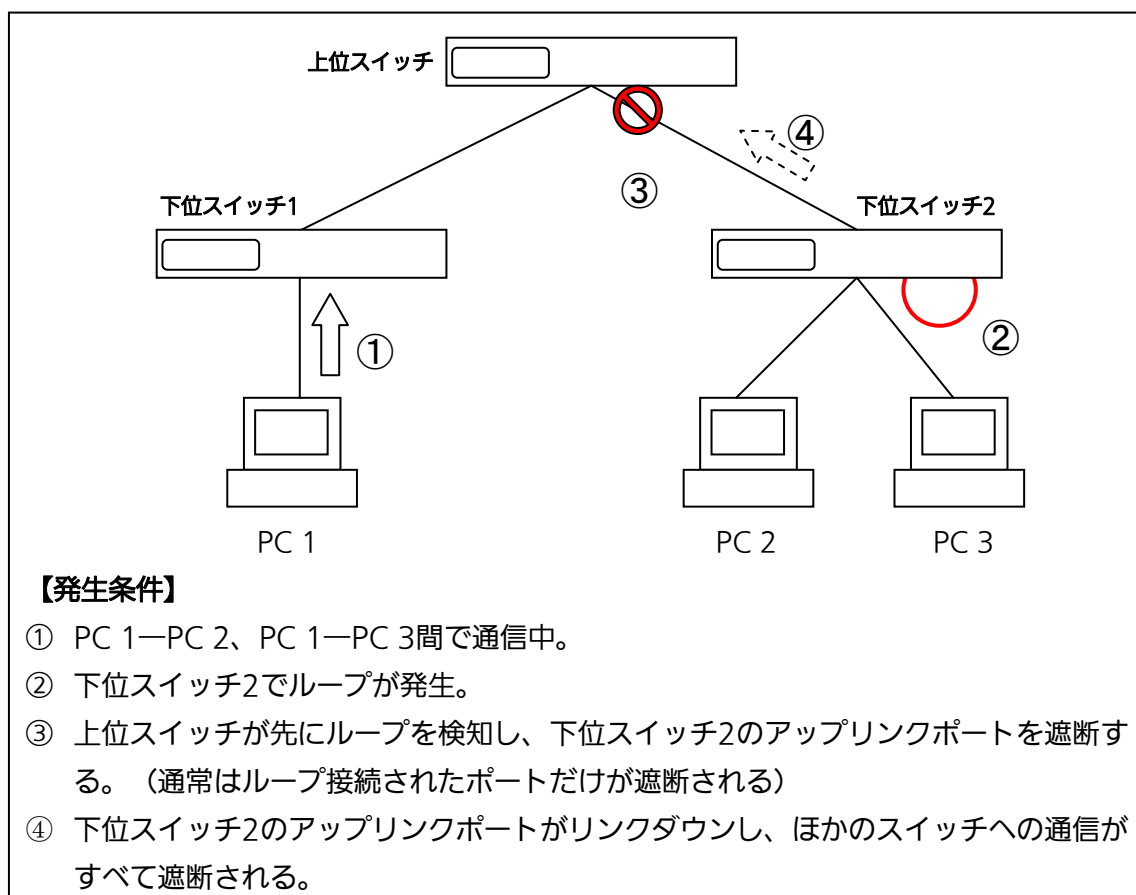 上位スイッチ
④
③
下位スイッチ1
下位スイッチ2
①
②
PC 1
PC 2
PC 3
【発生条件】
① PC 1―PC 2、PC 1―PC 3間で通信中。
② 下位スイッチ2でループが発生。
③ 上位スイッチが先にループを検知し、下位スイッチ2のアップリンクポートを遮断す
る。（通常はループ接続されたポートだけが遮断される）
④ 下位スイッチ2のアップリンクポートがリンクダウンし、ほかのスイッチへの通信が
すべて遮断される。